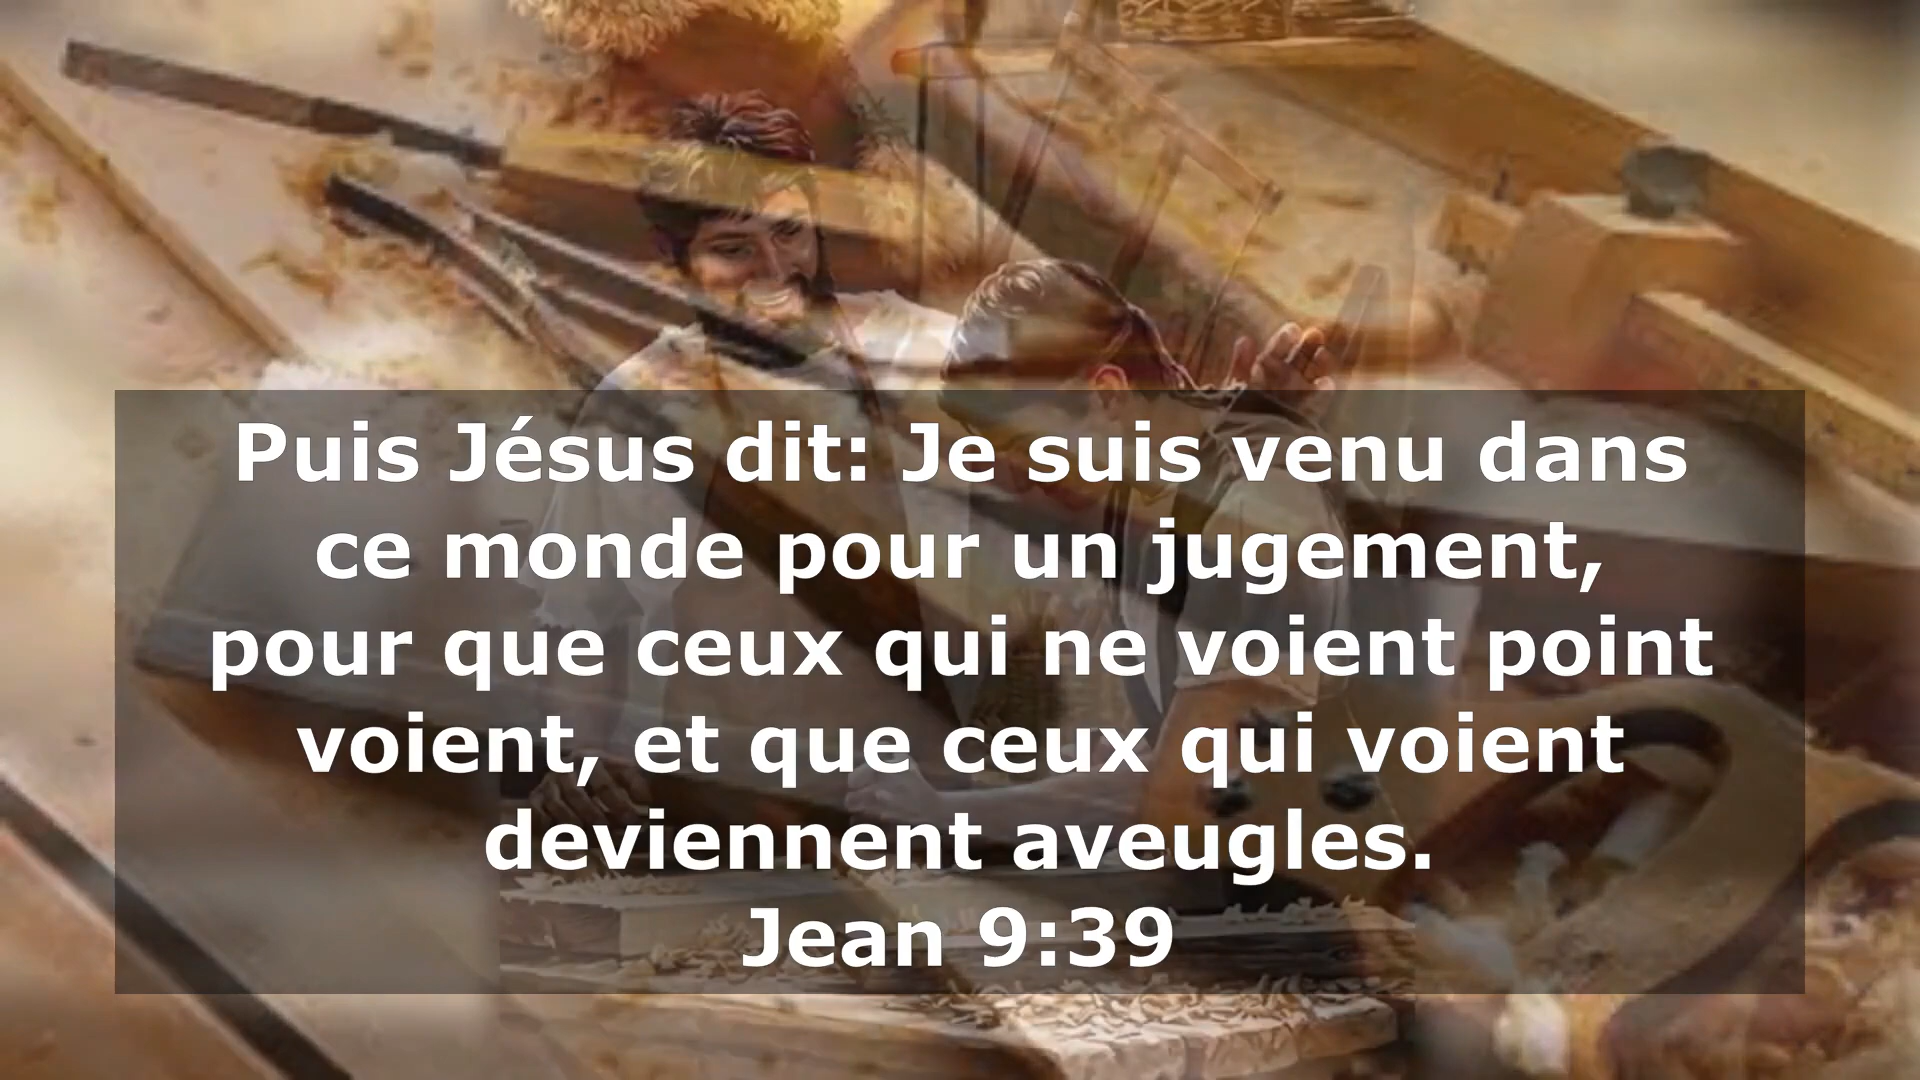 Puis Jésus dit: Je suis venu dans
ce monde pour un jugement,
pour que ceux qui ne voient point
voient, et que ceux qui voient
deviennent aveugles.
Jean 9:39